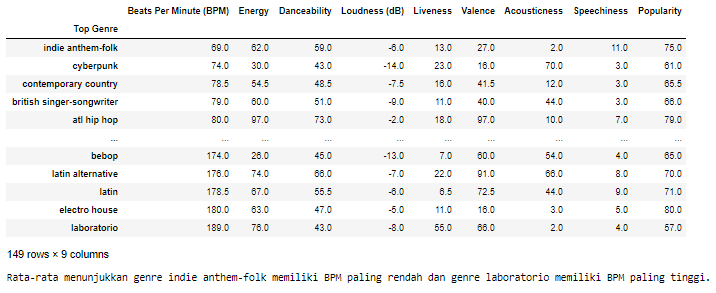 Beats Per Minute (BPM) Energy Danceability Loudness (dB) Liveness Valence Acousticness Speechiness Popularity
Top Genre
indie anthem-folk 69.0 62.0 59.0 -6.0 13.0 27.0 2.0 11.0 75.0
cyberpunk 74.0 30.0 43.0 -14.0 23.0 16.0 70.0 3.0 61.0
contemporary country 78.5 54.5 48.5 -7.5 16.0 41.5 12.0 3.0 65.5
british singer-songwriter 79.0 60.0 51.0 -9.0 11.0 40.0 44.0 3.0 66.0
atl hip hop 80.0 97.0 73.0 -2.0 18.0 97.0 10.0 7.0 79.0
... ... ... ... ... ... ... ... ... ...
bebop 174.0 26.0 45.0 -13.0 7.0 60.0 54.0 4.0 65.0
latin alternative 176.0 74.0 66.0 -7.0 22.0 91.0 66.0 8.0 70.0
latin 178.5 67.0 55.5 -6.0 6.5 72.5 44.0 9.0 71.0
electro house 180.0 63.0 47.0 -5.0 11.0 16.0 3.0 5.0 80.0
laboratorio 189.0 76.0 43.0 -8.0 55.0 66.0 2.0 4.0 57.0
149 rows × 9 columns
Rata-rata menunjukkan genre indie anthem-folk memiliki BPM paling rendah dan genre laboratorio memiliki BPM paling tinggi.